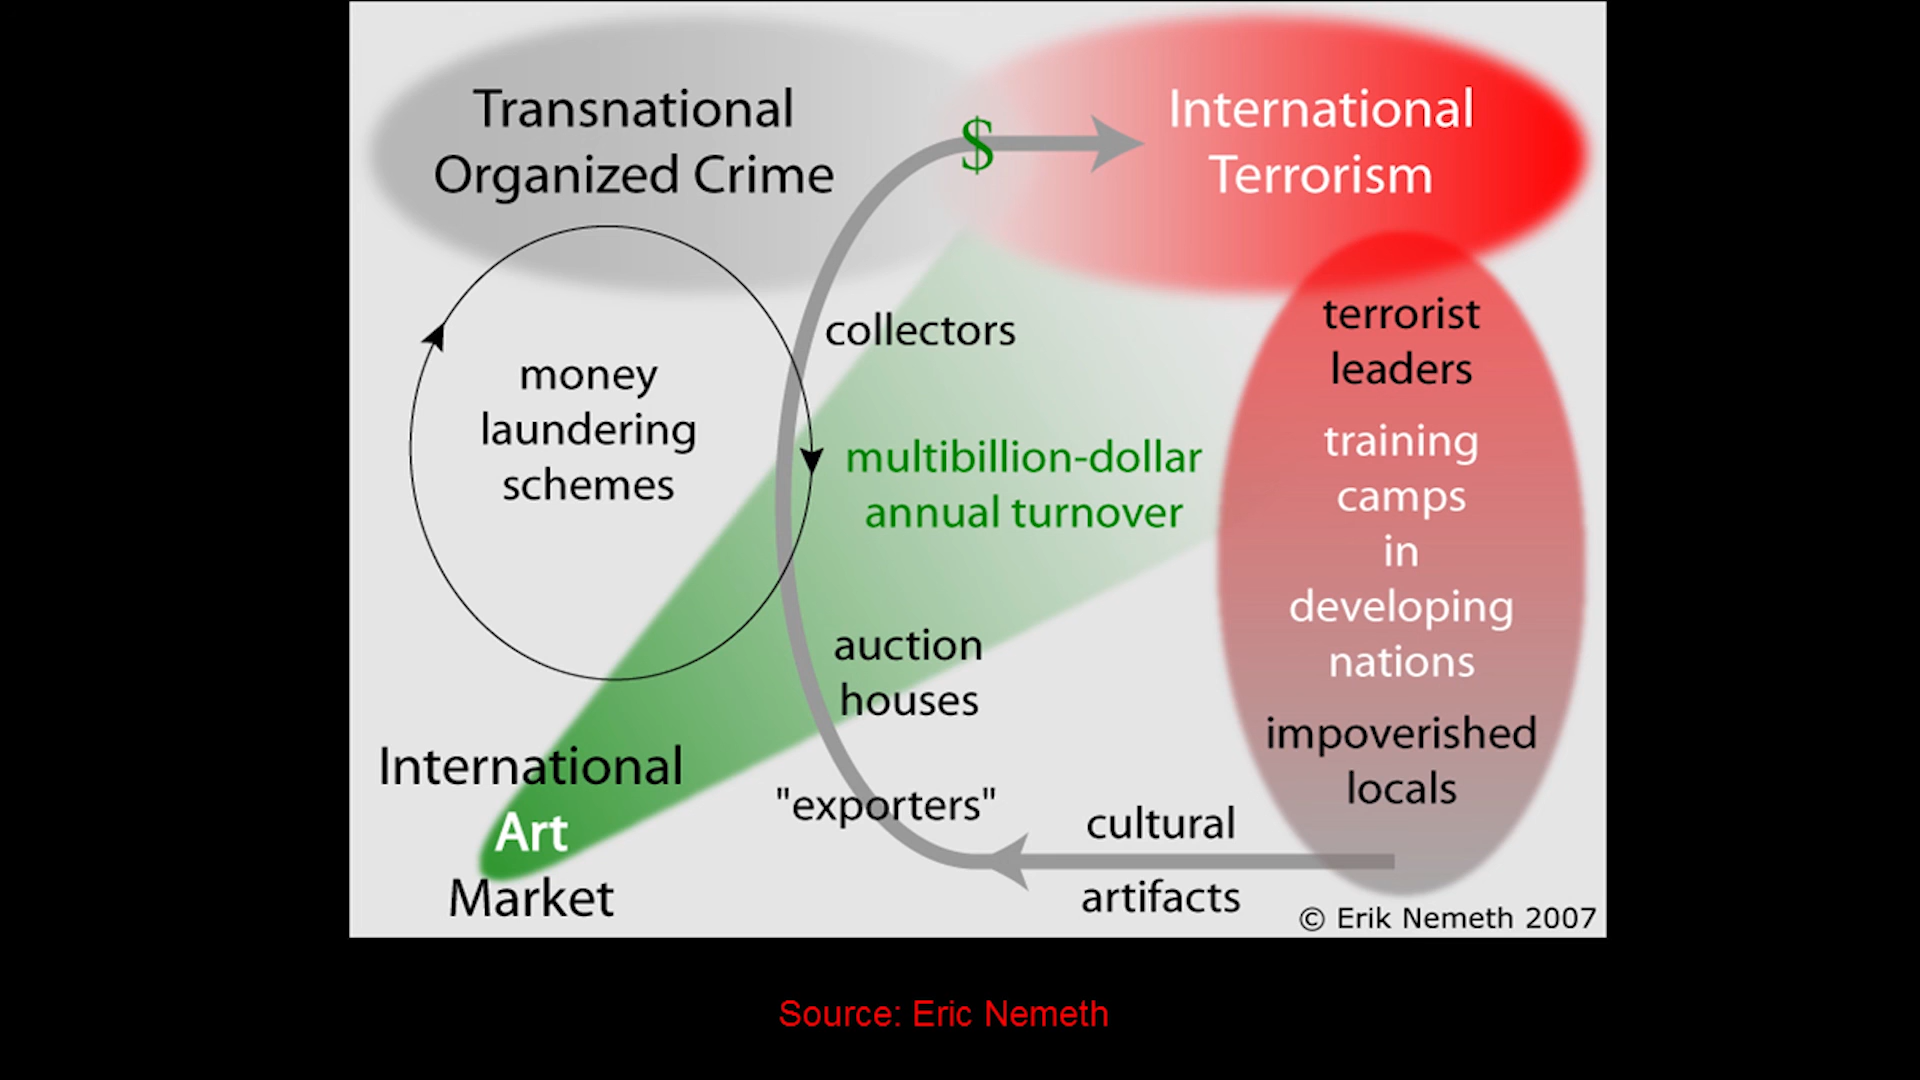 Transnational
Organized Crime
$
International
Terrorism
collectors
money
laundering
schemes
multibillion-dollar
annual turnover
terrorist
leaders
training
camps
in
developing
nations
impoverished
locals
auction
houses
"exporters"
cultural
artifacts
International
Art
Market
© Erik Nemeth 2007
Source: Eric Nemeth